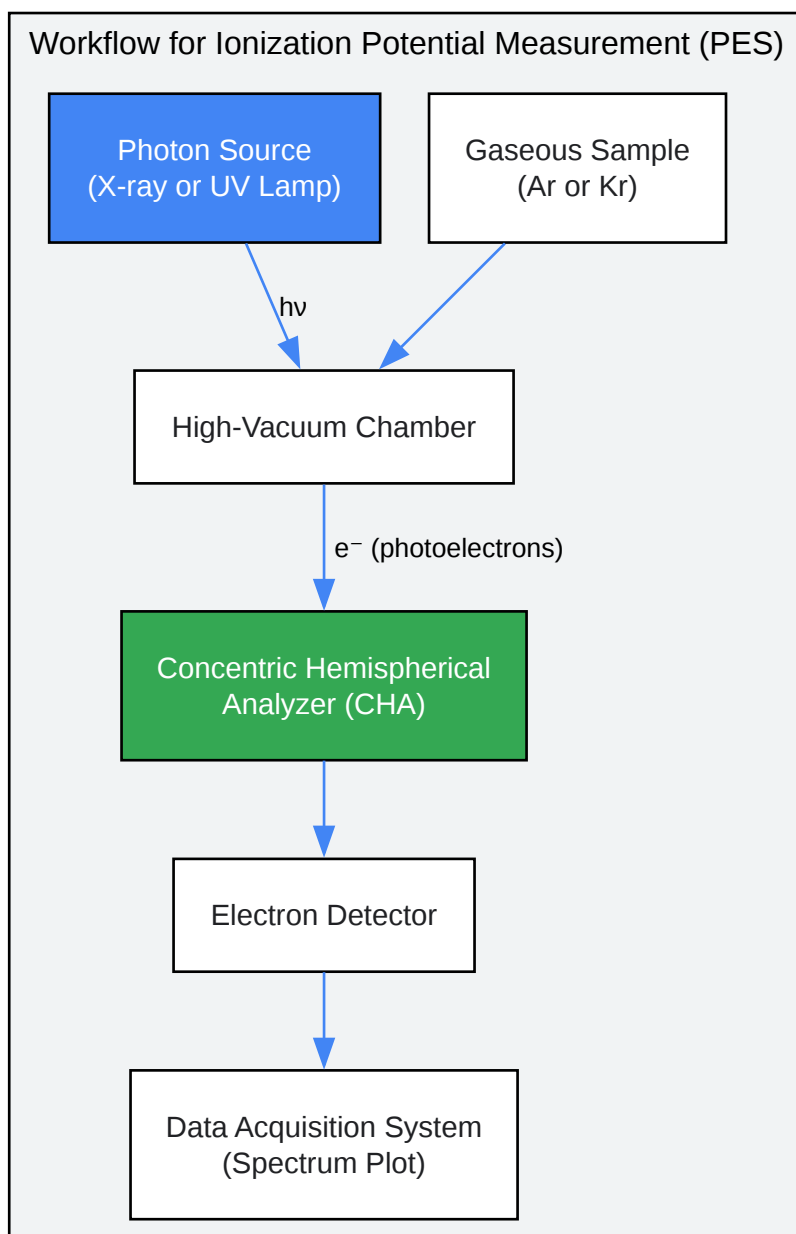 Workflow for Ionization Potential Measurement (PES)
Photon Source
(X-ray or UV Lamp)
Gaseous Sample
(Ar or Kr)
hν
High-Vacuum Chamber
e⁻ (photoelectrons)
Concentric Hemispherical
Analyzer (CHA)
Electron Detector
Data Acquisition System
(Spectrum Plot)